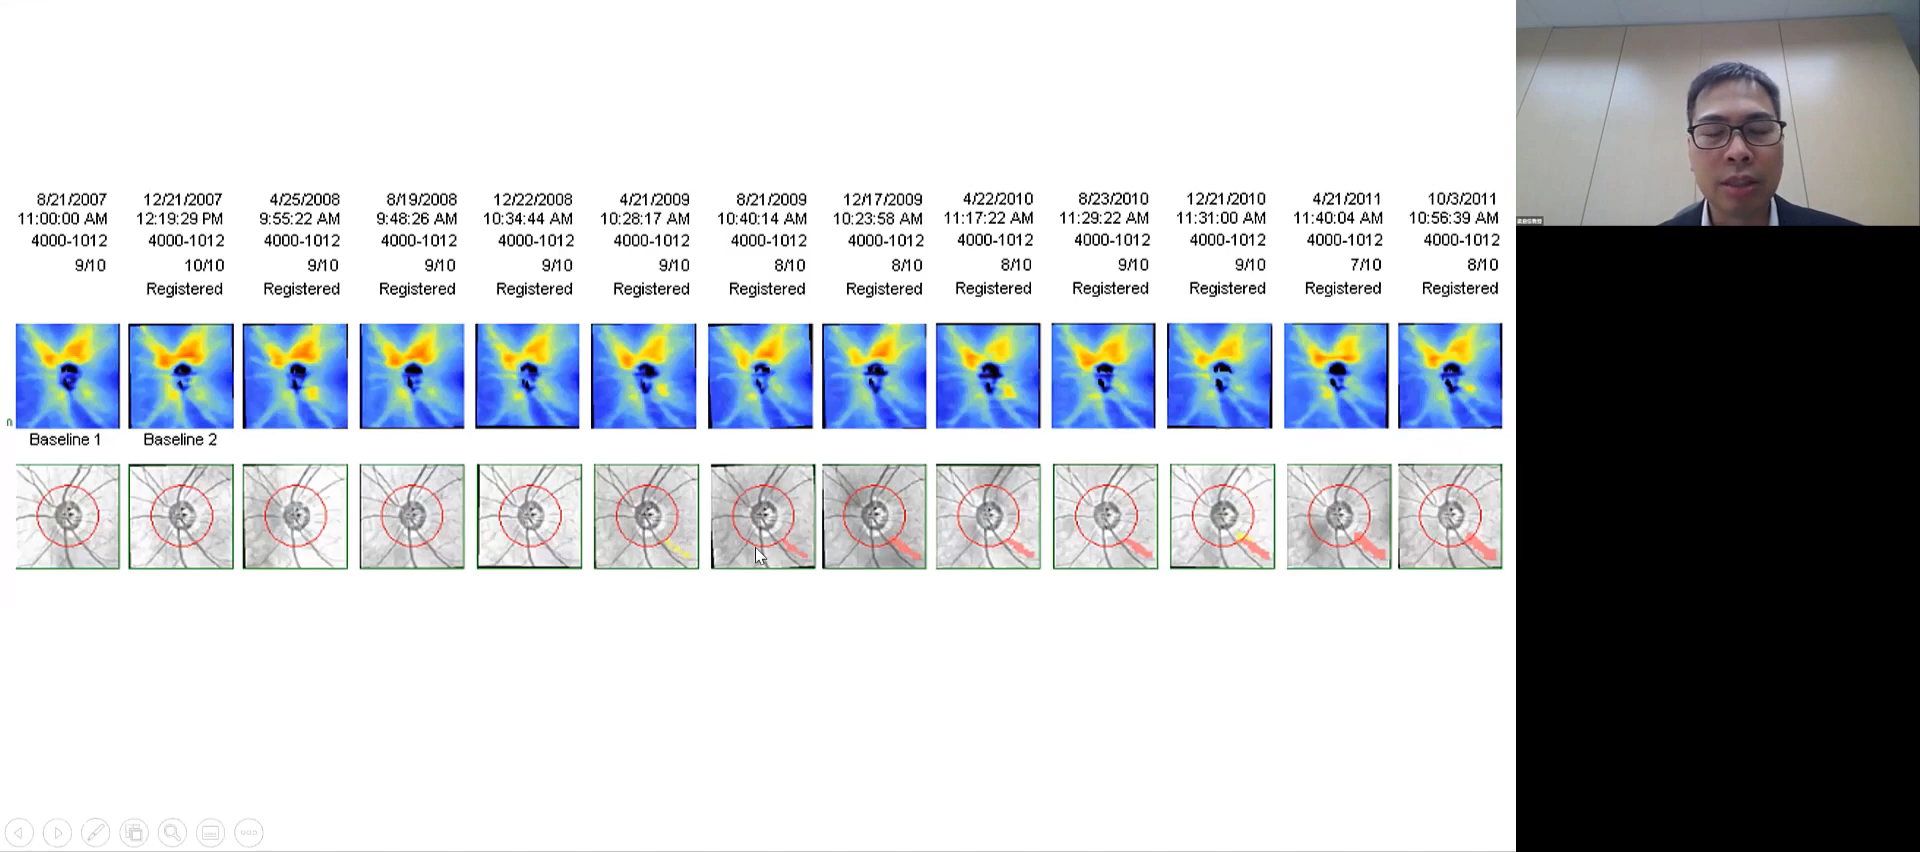 8/21/2007 12/21/2007 4/25/2008 8/19/2008 12/22/2008 4/21/2009 8/21/2009 12/17/2009 4/22/2010 8/23/2010 12/21/2010 4/21/2011 10/3/2011
11:00:00 AM 12:19:29 PM 9:55:22 AM 9:48:26 AM 10:34:44 AM 10:28:17 AM 10:40:14 AM 10:23:58 AM 11:17:22 AM 11:29:22 AM 11:31:00 AM 11:40:04 AM 10:56:39 AM
4000-1012 4000-1012 4000-1012 4000-1012 4000-1012 4000-1012 4000-1012 4000-1012 4000-1012 4000-1012 4000-1012 4000-1012 4000-1012
9/10 10/10 9/10 9/10 9/10 9/10 8/10 8/10 8/10 9/10 9/10 7/10 8/10
Registered Registered Registered Registered Registered Registered Registered Registered Registered Registered Registered Registered
n
Baseline 1 Baseline 2